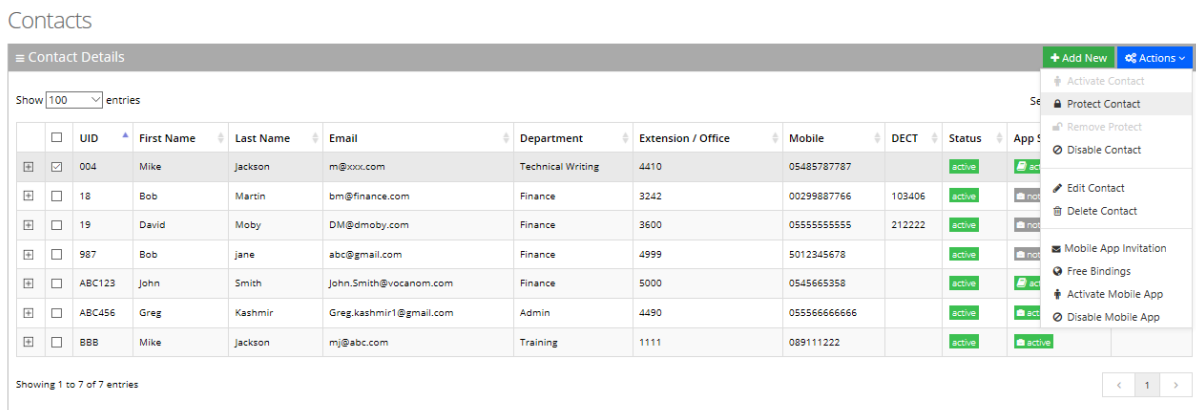 Contacts
Contact Details
Add New Actions
Show 100 entries
Activate Contact
Protect Contact
Remove Protect
Disable Contact
Edit Contact
Delete Contact
Mobile App Invitation
Free Bindings
Activate Mobile App
Disable Mobile App
UID First Name Last Name Email Department Extension / Office Mobile DECT Status App
004 Mike Jackson m@xxx.com Technical Writing 4410 05485787787 active
18 Bob Martin bm@finance.com Finance 3242 00299887766 103406 active not
19 David Moby DM@dmoby.com Finance 3600 05555555555 212222 active not
987 Bob jane abc@gmail.com Finance 4999 5012345678 active not
ABC123 John Smith John.Smith@vocanom.com Finance 5000 0545665358 active
ABC456 Greg Kashmir Greg.kashmir1@gmail.com Admin 4490 055566666666 active
BBB Mike Jackson mj@abc.com Training 1111 089111222 active active
Showing 1 to 7 of 7 entries
< 1 >